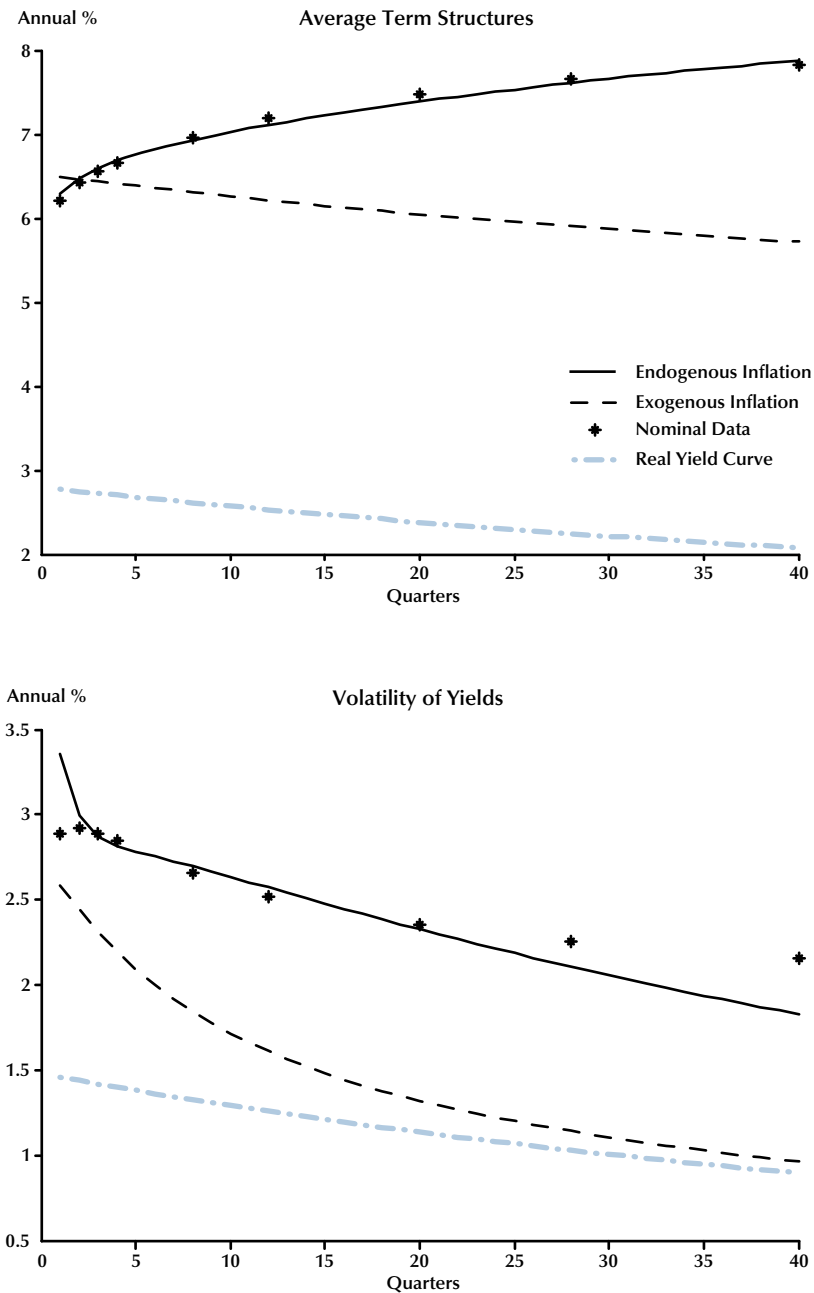 Annual %
Average Term Structures
8
7
6
5
4
3
2
Endogenous Inflation
Exogenous Inflation
Nominal Data
Real Yield Curve
0 5 10 15 20 25 30 35 40
Quarters
Annual %
Volatility of Yields
3.5
3
2.5
2
1.5
1
0.5
0 5 10 15 20 25 30 35 40
Quarters